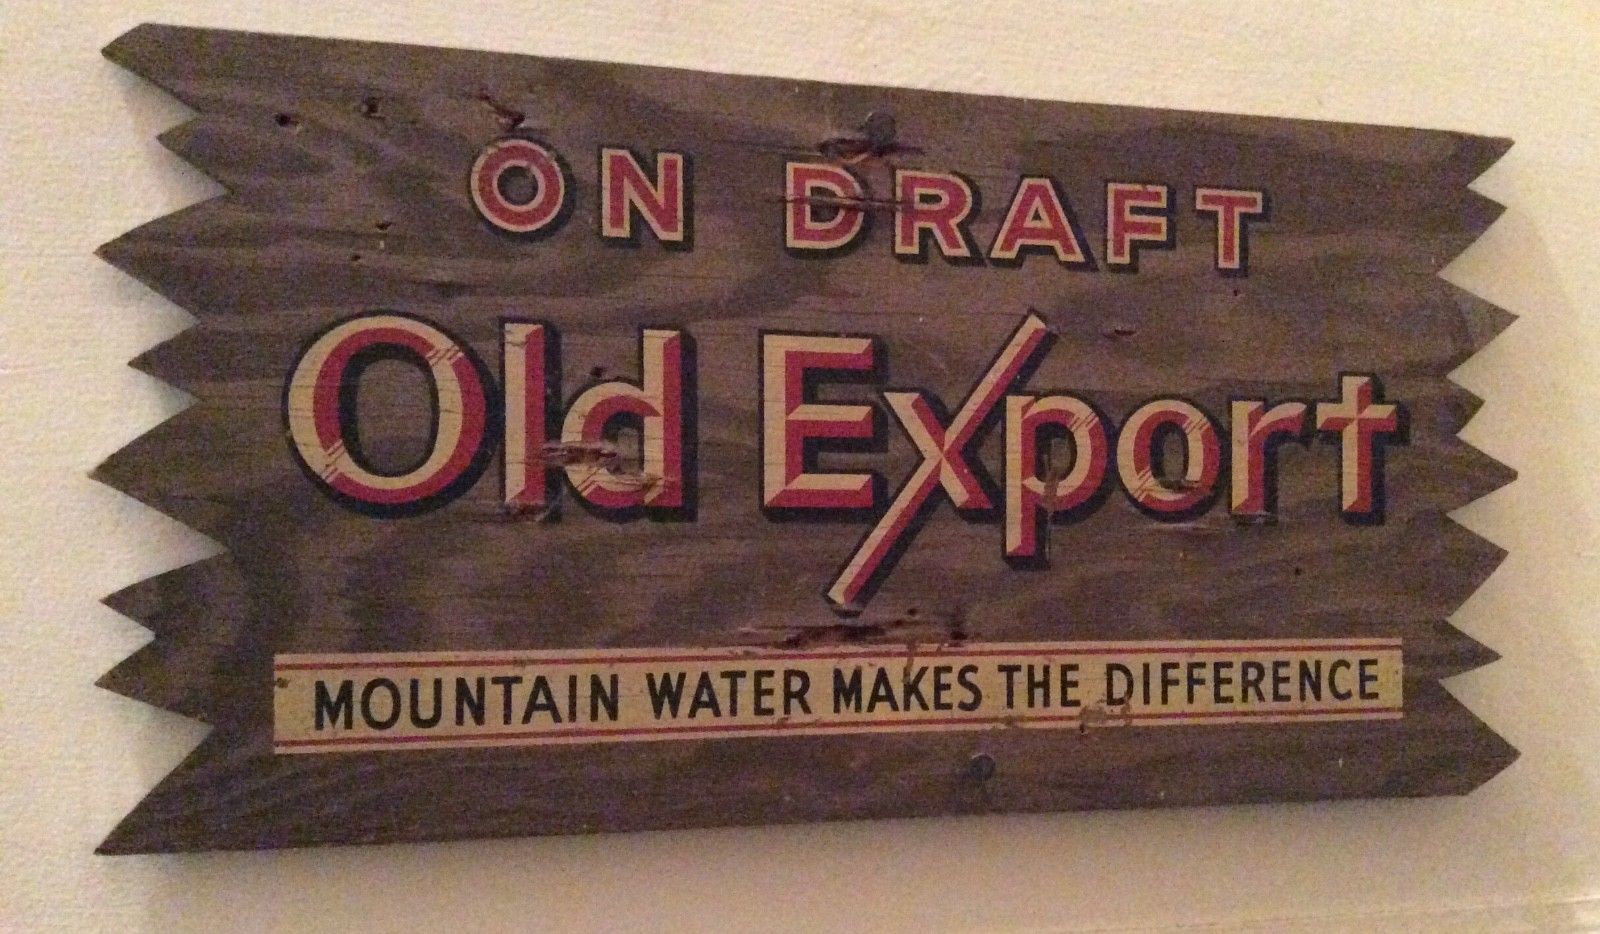 ON DRAFT
Old Export
MOUNTAIN WATER MAKES THE DIFFERENCE